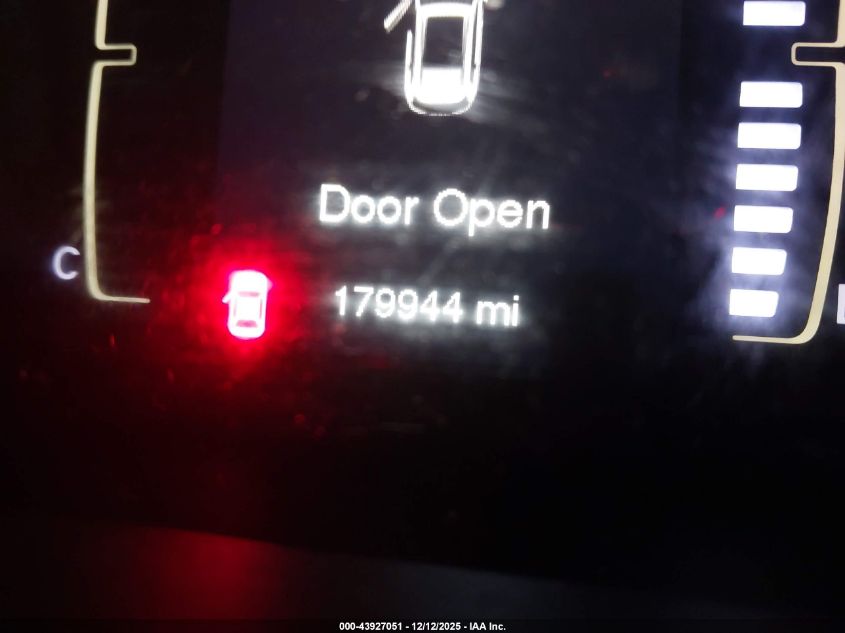 Door Open
C
179944 mi
000-43927051 - 12/12/2025 - IAA Inc.